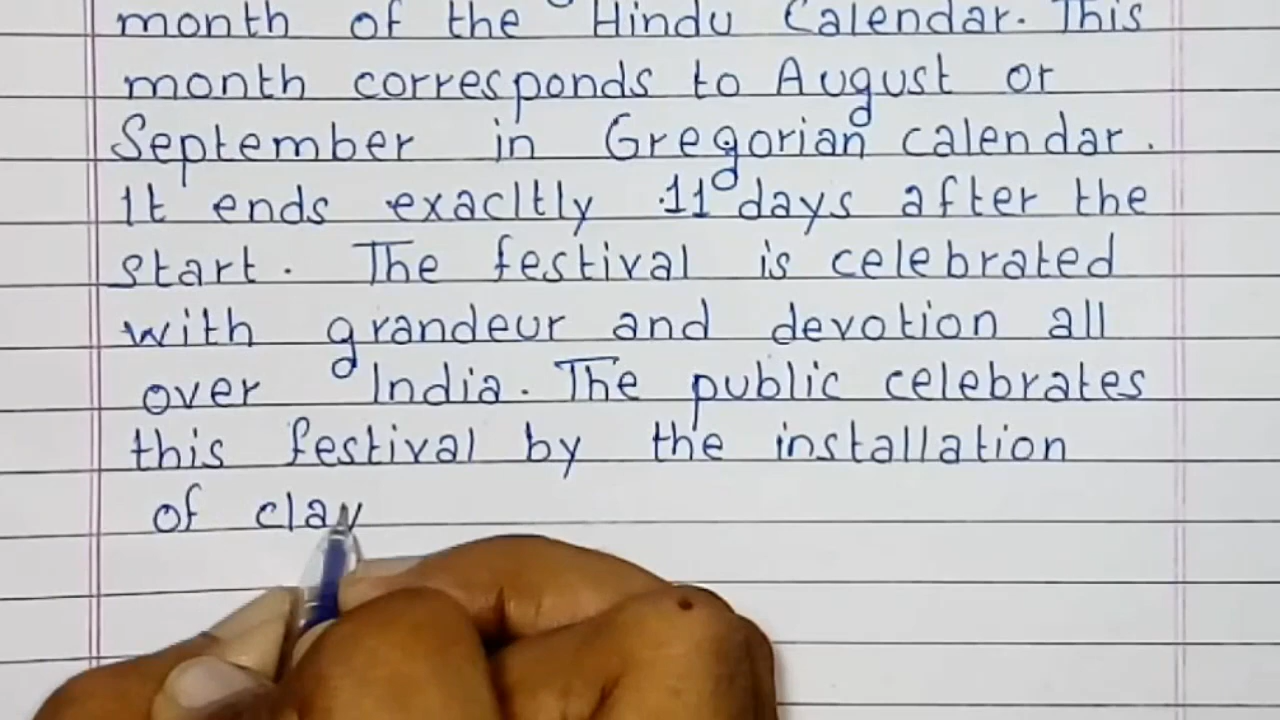 month of the Hindu Calendar. This
month corresponds to August or
September in Gregorian calendar.
It ends exacltly 11 days after the
start. The festival is celebrated
with grandeur and devotion all
over India. The public celebrates
this festival by the installation
of clay